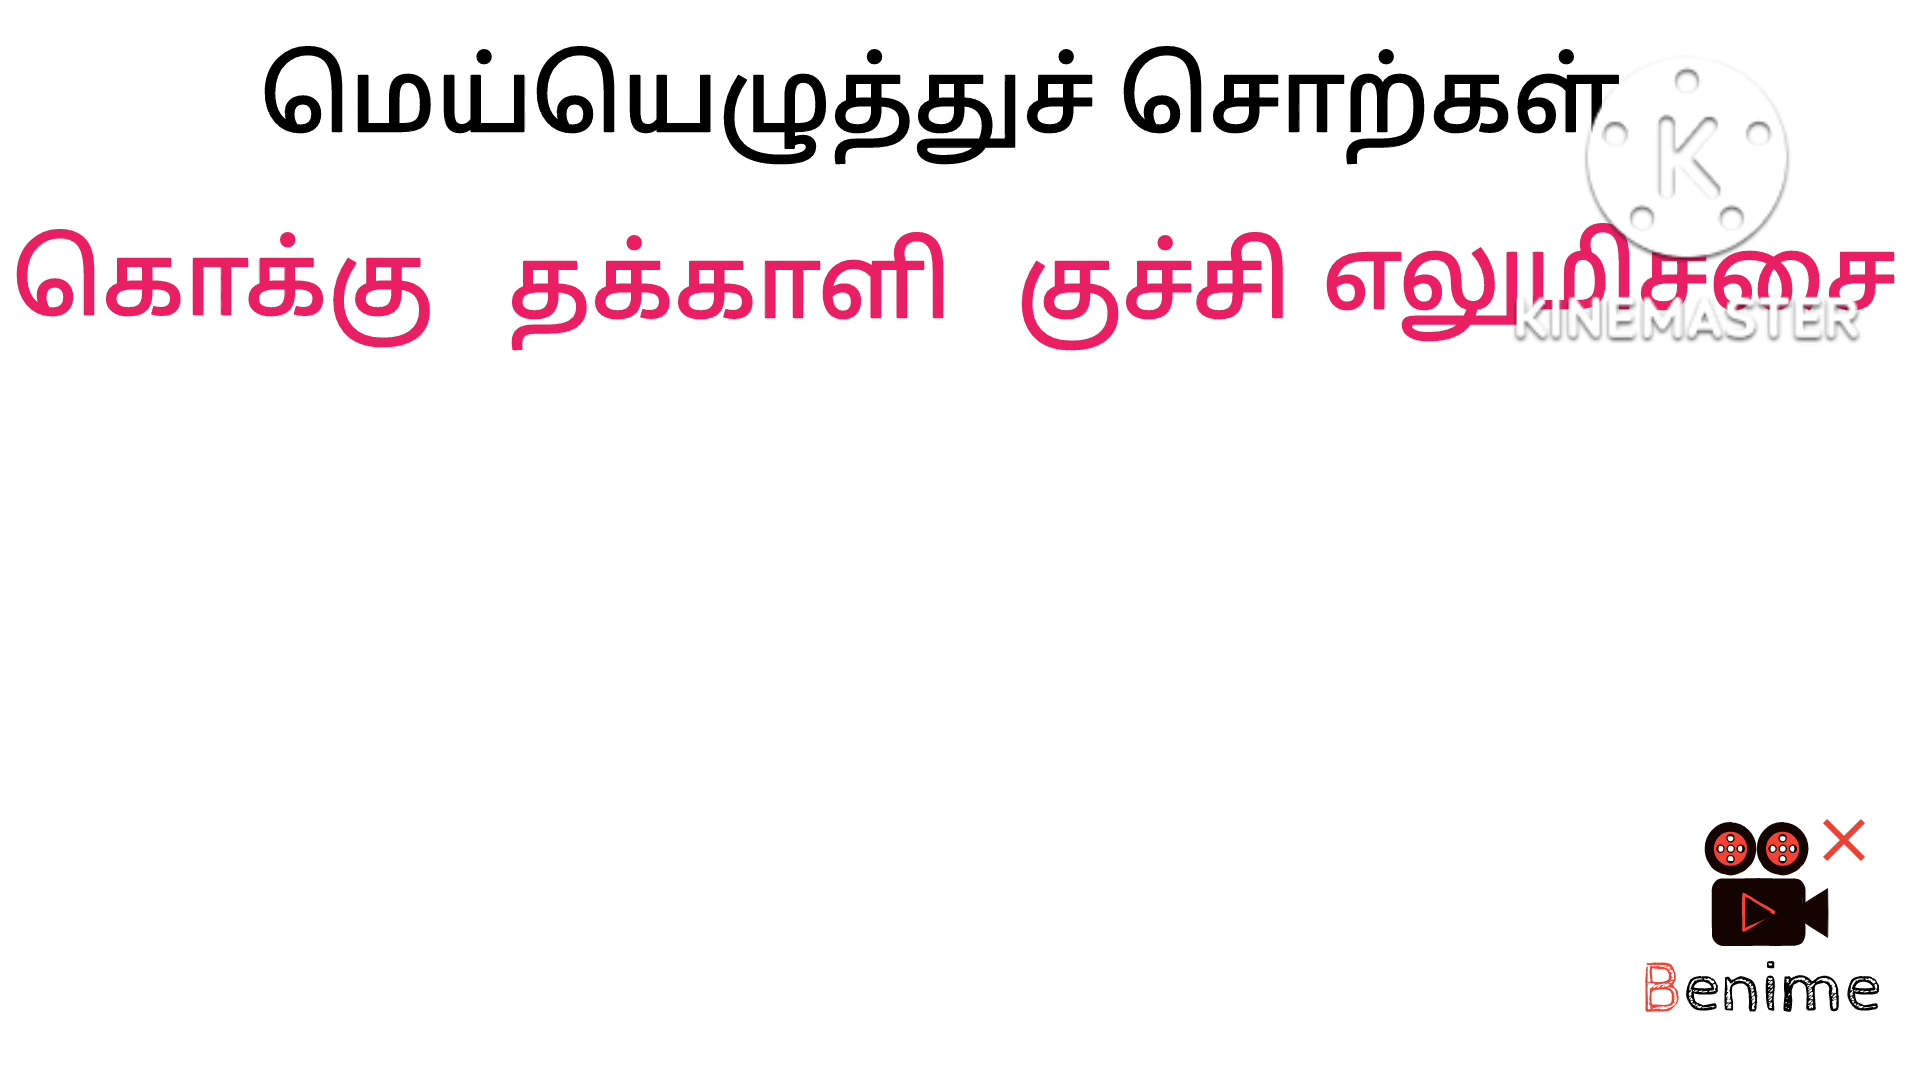 மெய்யெழுத்துச் சொற்கள்
கொக்கு தக்காளி குச்சி எலுமிச்சை
K
KINEMASTER
Benime